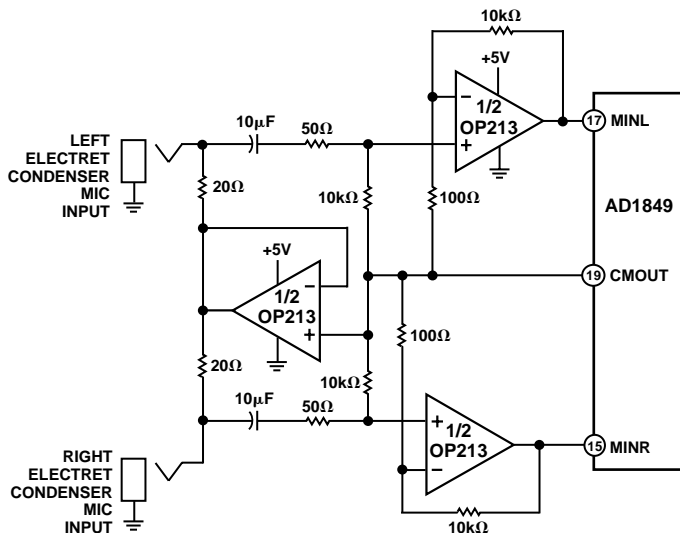 10kΩ
+5V
1/2
OP213
−
+
17 MINL
LEFT
ELECTRET
CONDENSER
MIC
INPUT
10µF
50Ω
20Ω
10kΩ
100Ω
AD1849
+5V
1/2
OP213
−
+
19 CMOUT
100Ω
20Ω
10kΩ
10µF
50Ω
+
1/2
OP213
−
15 MINR
RIGHT
ELECTRET
CONDENSER
MIC
INPUT
10kΩ